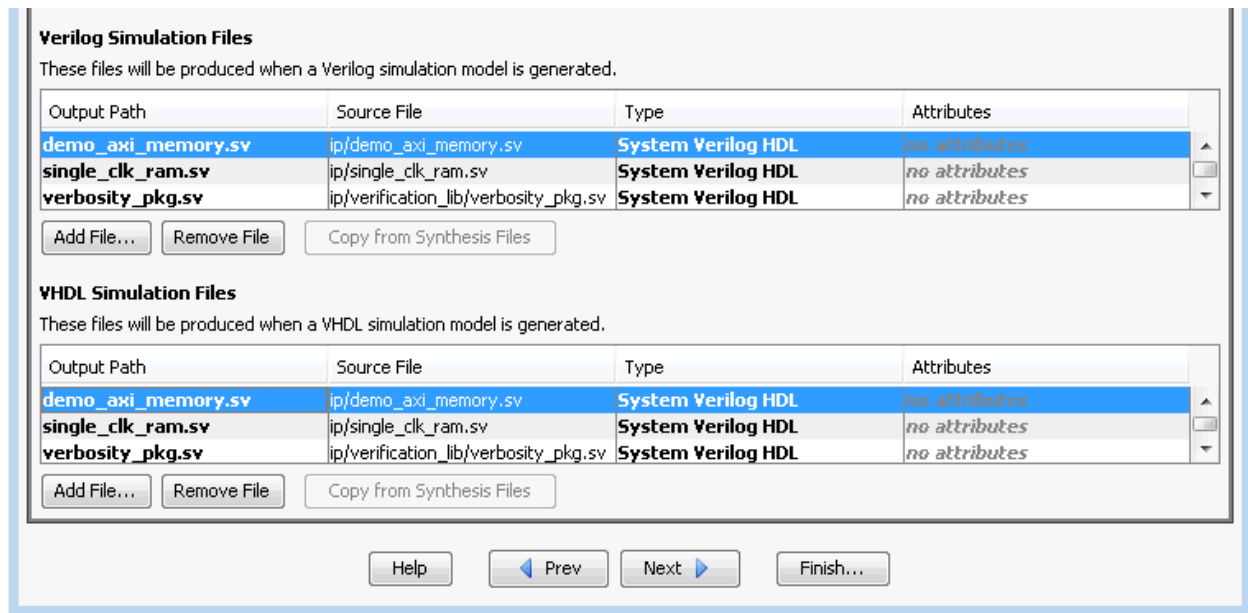 Verilog Simulation Files
These files will be produced when a Verilog simulation model is generated.
Output Path Source File Type Attributes
demo_axi_memory.sv ip/demo_axi_memory.sv System Verilog HDL no attributes
single_clk_ram.sv ip/single_clk_ram.sv System Verilog HDL no attributes
verbosity_pkg.sv ip/verification_lib/verbosity_pkg.sv System Verilog HDL no attributes
Add File... Remove File Copy from Synthesis Files
VHDL Simulation Files
These files will be produced when a VHDL simulation model is generated.
Output Path Source File Type Attributes
demo_axi_memory.sv ip/demo_axi_memory.sv System Verilog HDL no attributes
single_clk_ram.sv ip/single_clk_ram.sv System Verilog HDL no attributes
verbosity_pkg.sv ip/verification_lib/verbosity_pkg.sv System Verilog HDL no attributes
Add File... Remove File Copy from Synthesis Files
Help Prev Next Finish...